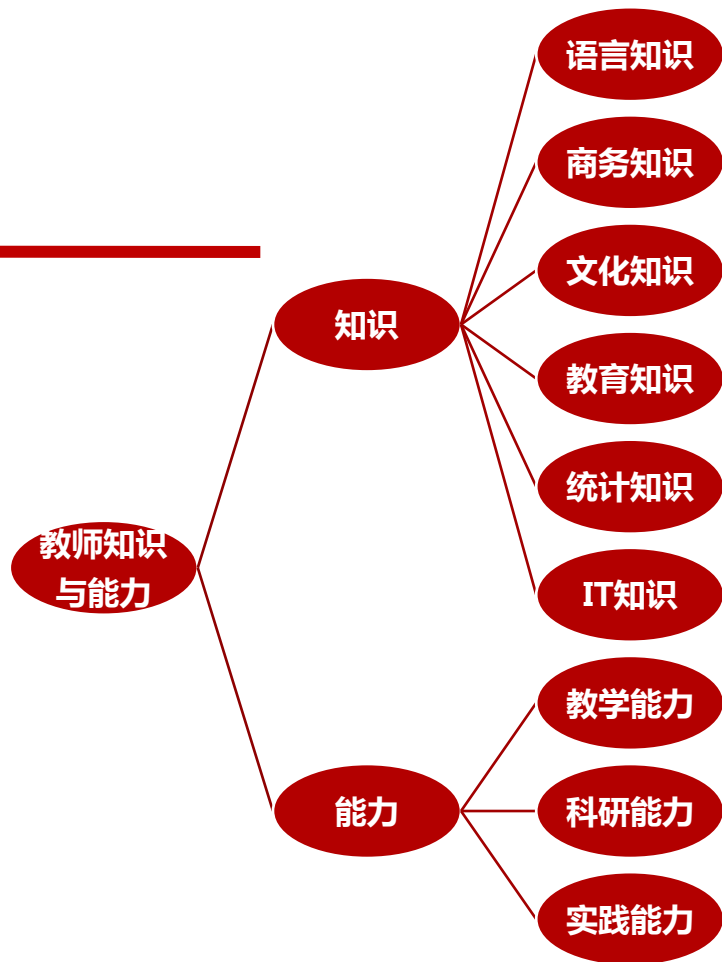 语言知识
商务知识
文化知识
知识
教育知识
统计知识
教师知识
与能力
IT知识
教学能力
能力
科研能力
实践能力